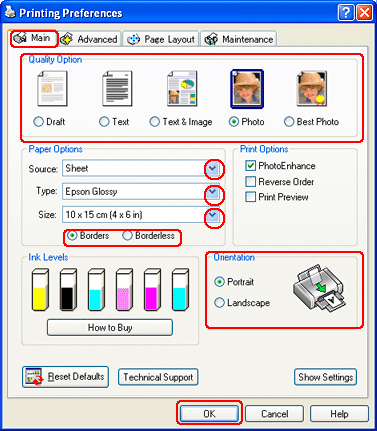 Printing Preferences
Main Advanced Page Layout Maintenance
Quality Option
Draft Text Text & Image Photo Best Photo
Paper Options
Source: Sheet
Type: Epson Glossy
Size: 10 x 15 cm (4 x 6 in)
Borders Borderless
Print Options
PhotoEnhance
Reverse Order
Print Preview
Ink Levels
How to Buy
Orientation
Portrait
Landscape
Reset Defaults Technical Support Show Settings
OK Cancel Help